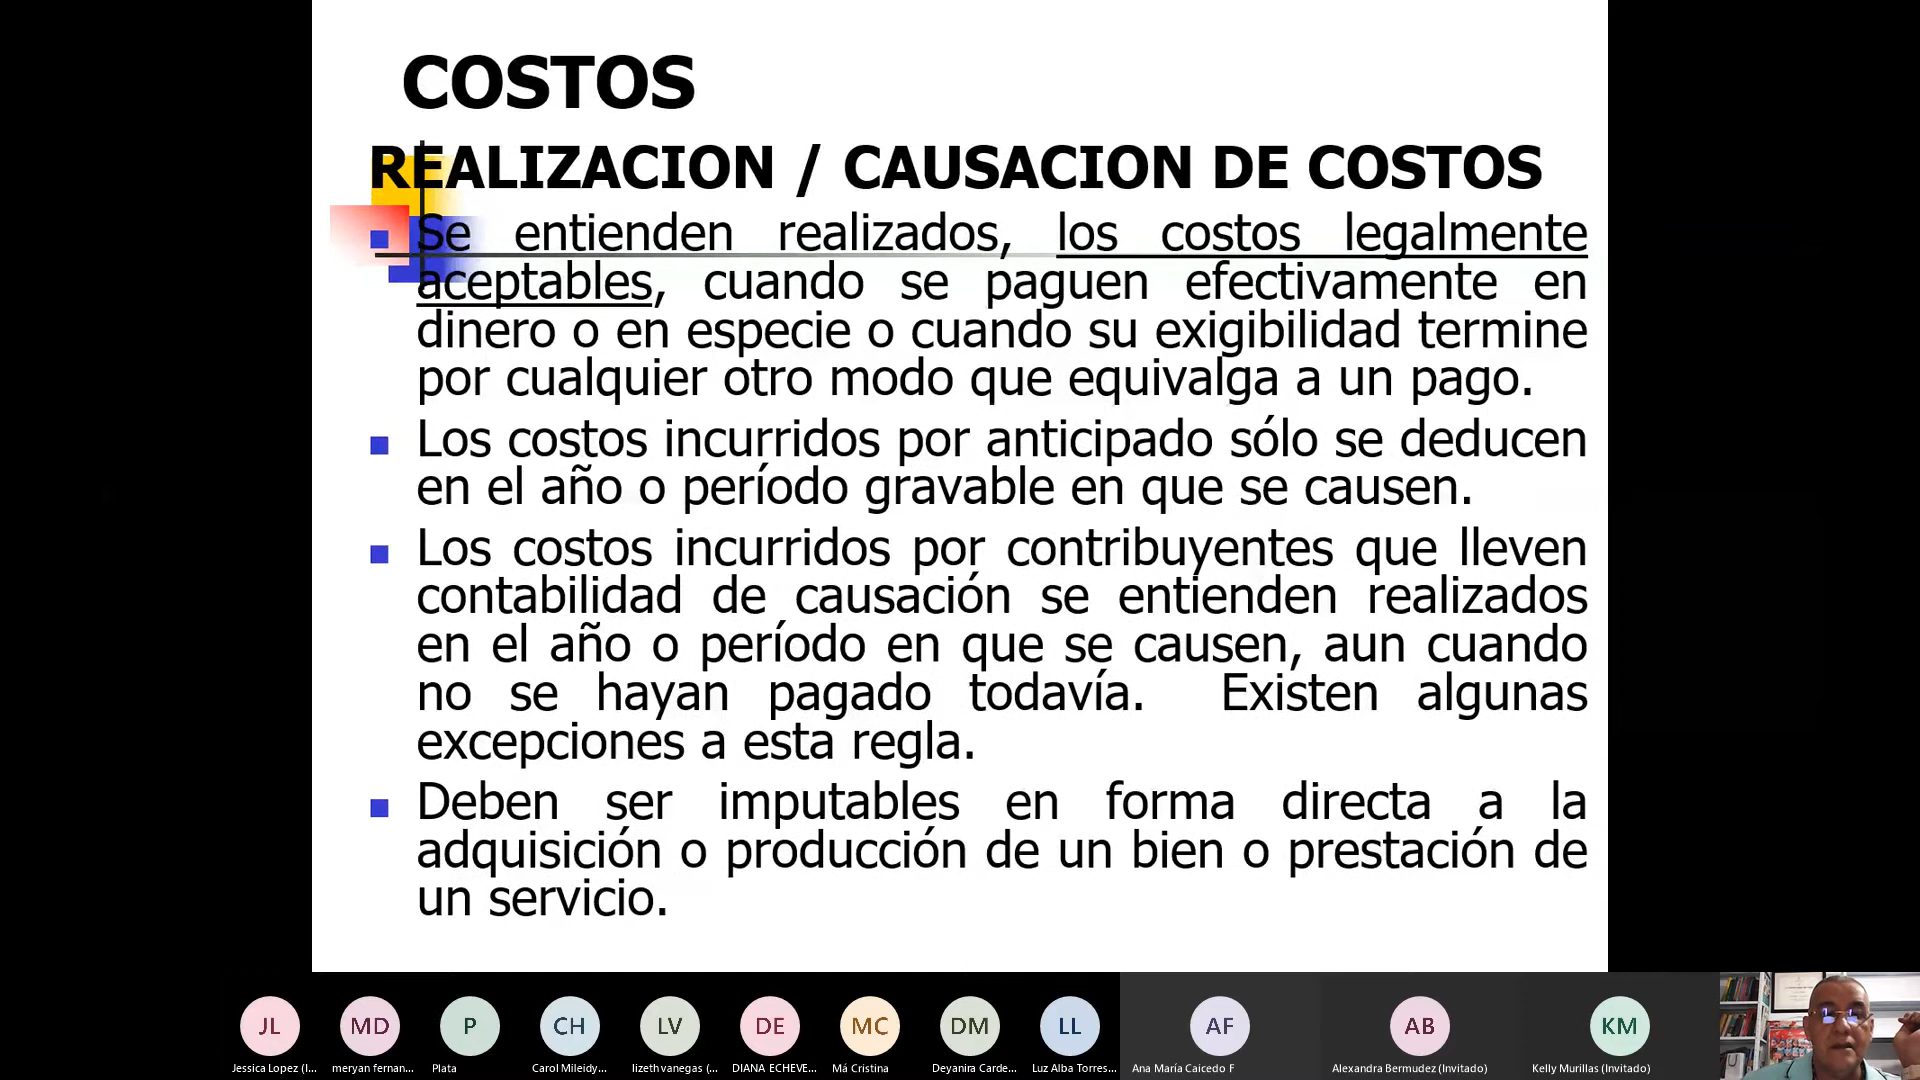 COSTOS
REALIZACION / CAUSACION DE COSTOS
Se entienden realizados, los costos legalmente
aceptables, cuando se paguen efectivamente en
dinero o en especie o cuando su exigibilidad termine
por cualquier otro modo que equivalga a un pago.
Los costos incurridos por anticipado sólo se deducen
en el año o período gravable en que se causen.
Los costos incurridos por contribuyentes que lleven
contabilidad de causación se entienden realizados
en el año o período en que se causen, aun cuando
no se hayan pagado todavía. Existen algunas
excepciones a esta regla.
Deben ser imputables en forma directa a la
adquisición o producción de un bien o prestación de
un servicio.
JL MD P CH LV DE MC DM LL AF AB KM
Jessica Lopez (I... meryan fernan... Plata Carol Mileidy... lizeth vanegas (... DIANA ECHEVE... Má Cristina Deyanira Carde... Luz Alba Torres... Ana María Caicedo F Alexandra Bermudez (Invitado) Kelly Murillas (Invitado)